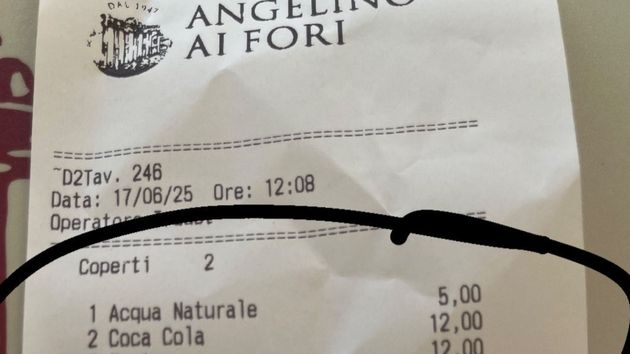 DAL 1947
ANGELINO
AI FORI
~D2Tav. 246
Data: 17/06/25 Ore: 12:08
Coperti 2
1 Acqua Naturale 5,00
2 Coca Cola 12,00
12,00